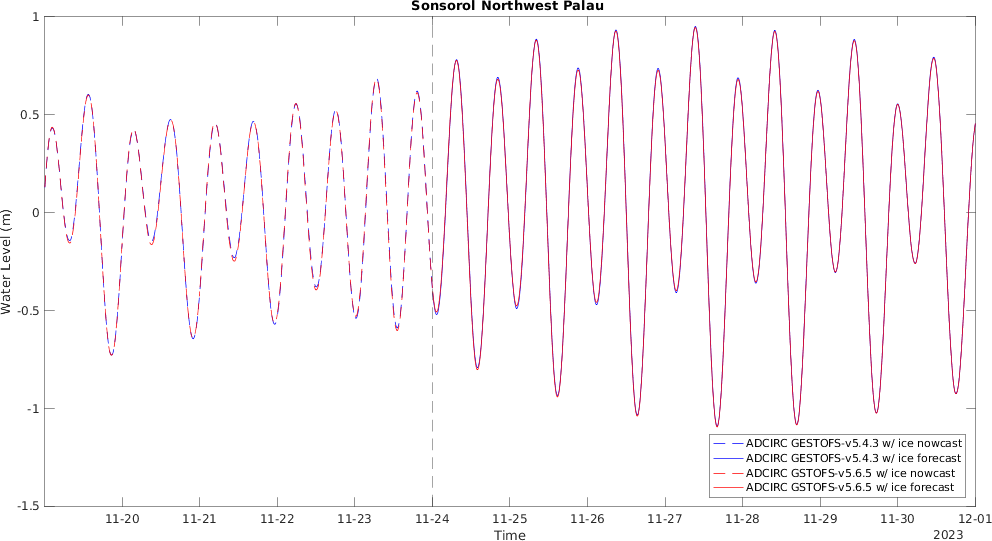 Sonsorol Northwest Palau
1
0.5
0
-0.5
-1
-1.5
Water Level (m)
11-20 11-21 11-22 11-23 11-24 11-25 11-26 11-27 11-28 11-29 11-30 12-01
Time
2023
ADCIRC GESTOFS-v5.4.3 w/ ice nowcast
ADCIRC GESTOFS-v5.4.3 w/ ice forecast
ADCIRC GSTOFS-v5.6.5 w/ ice nowcast
ADCIRC GSTOFS-v5.6.5 w/ ice forecast